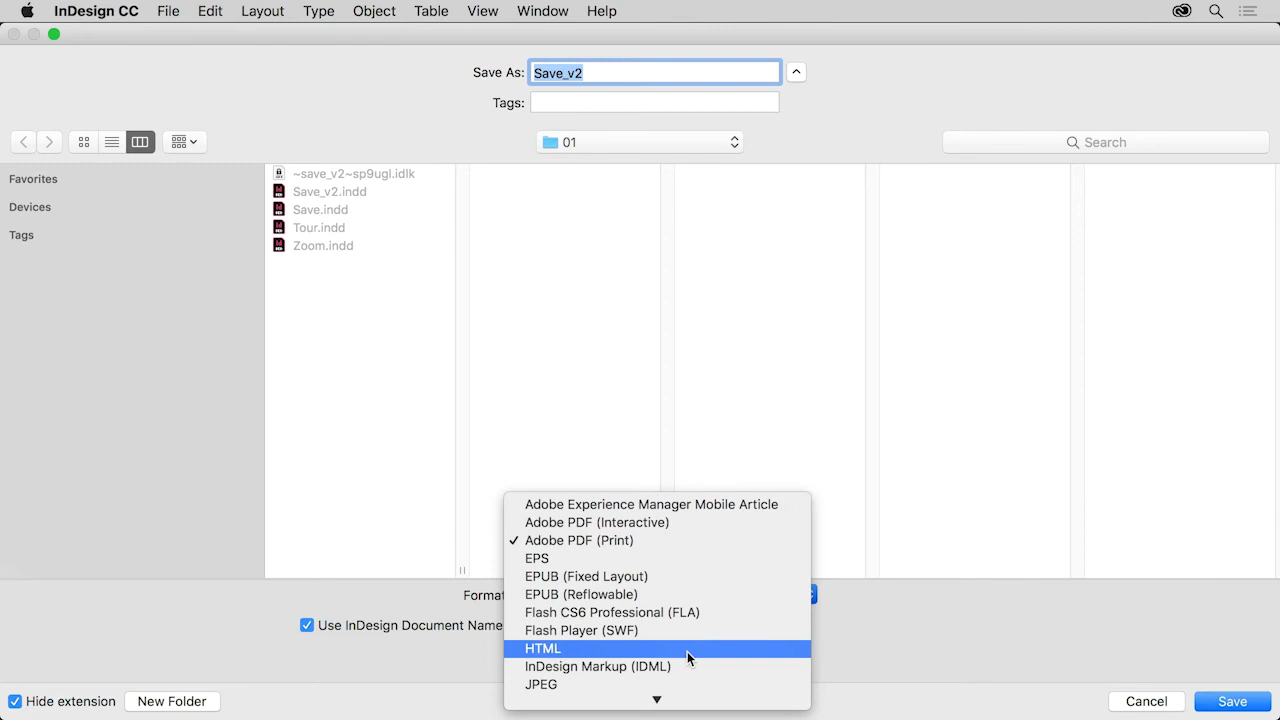 InDesign CC File Edit Layout Type Object Table View Window Help
Save As: Save_v2
Tags:
01
Search
Favorites
Devices
Tags
~save_v2~sp9ugl.idlk
Save_v2.indd
Save.indd
Tour.indd
Zoom.indd
Adobe Experience Manager Mobile Article
Adobe PDF (Interactive)
✓ Adobe PDF (Print)
EPS
EPUB (Fixed Layout)
EPUB (Reflowable)
Flash CS6 Professional (FLA)
Flash Player (SWF)
HTML
InDesign Markup (IDML)
JPEG
Format
Use InDesign Document Name
Hide extension New Folder Cancel Save